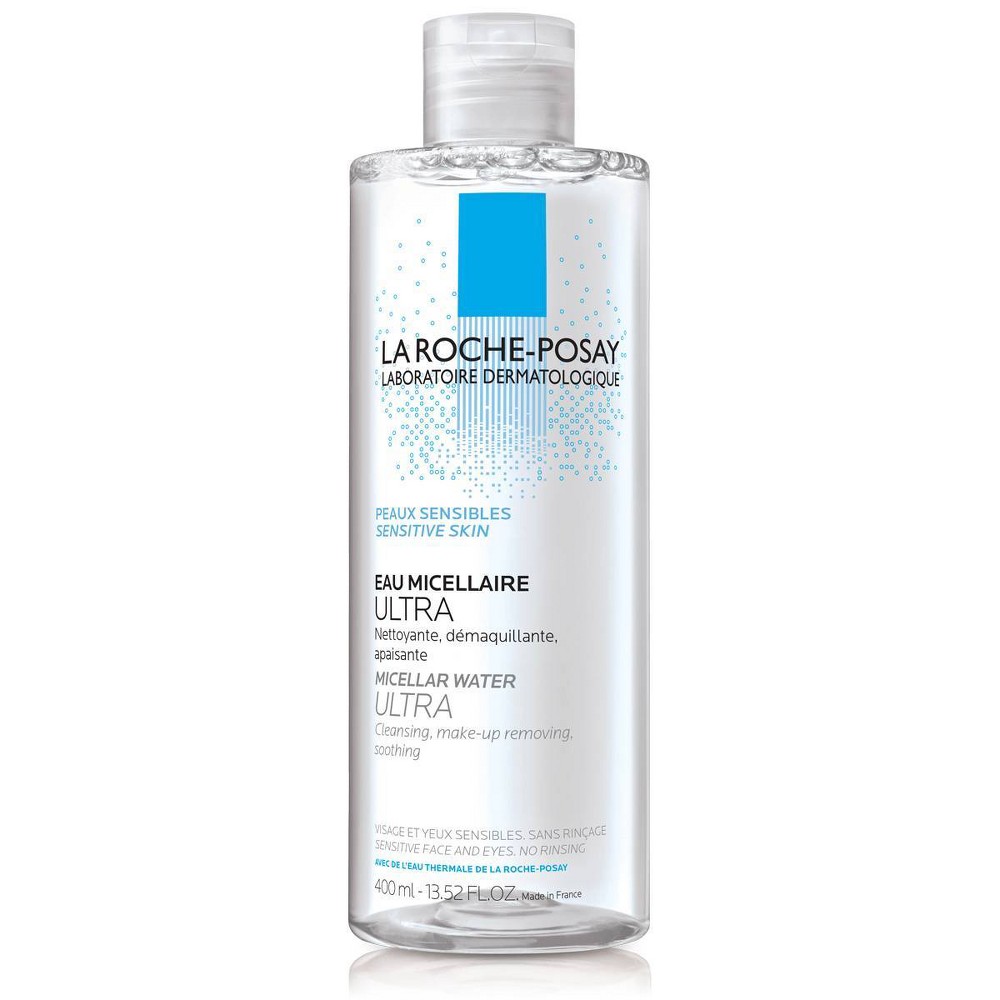 LA ROCHE-POSAY
LABORATOIRE DERMATOLOGIQUE
PEAUX SENSIBLES
SENSITIVE SKIN
EAU MICELLAIRE
ULTRA
Nettoyante, démaquillante,
apaisante
MICELLAR WATER
ULTRA
Cleansing, make-up removing,
soothing
VISAGE ET YEUX SENSIBLES. SANS RINÇAGE
SENSITIVE FACE AND EYES. NO RINSING
AVEC DE L'EAU THERMALE DE LA ROCHE-POSAY
400 ml - 13.52 FL.OZ. Made in France